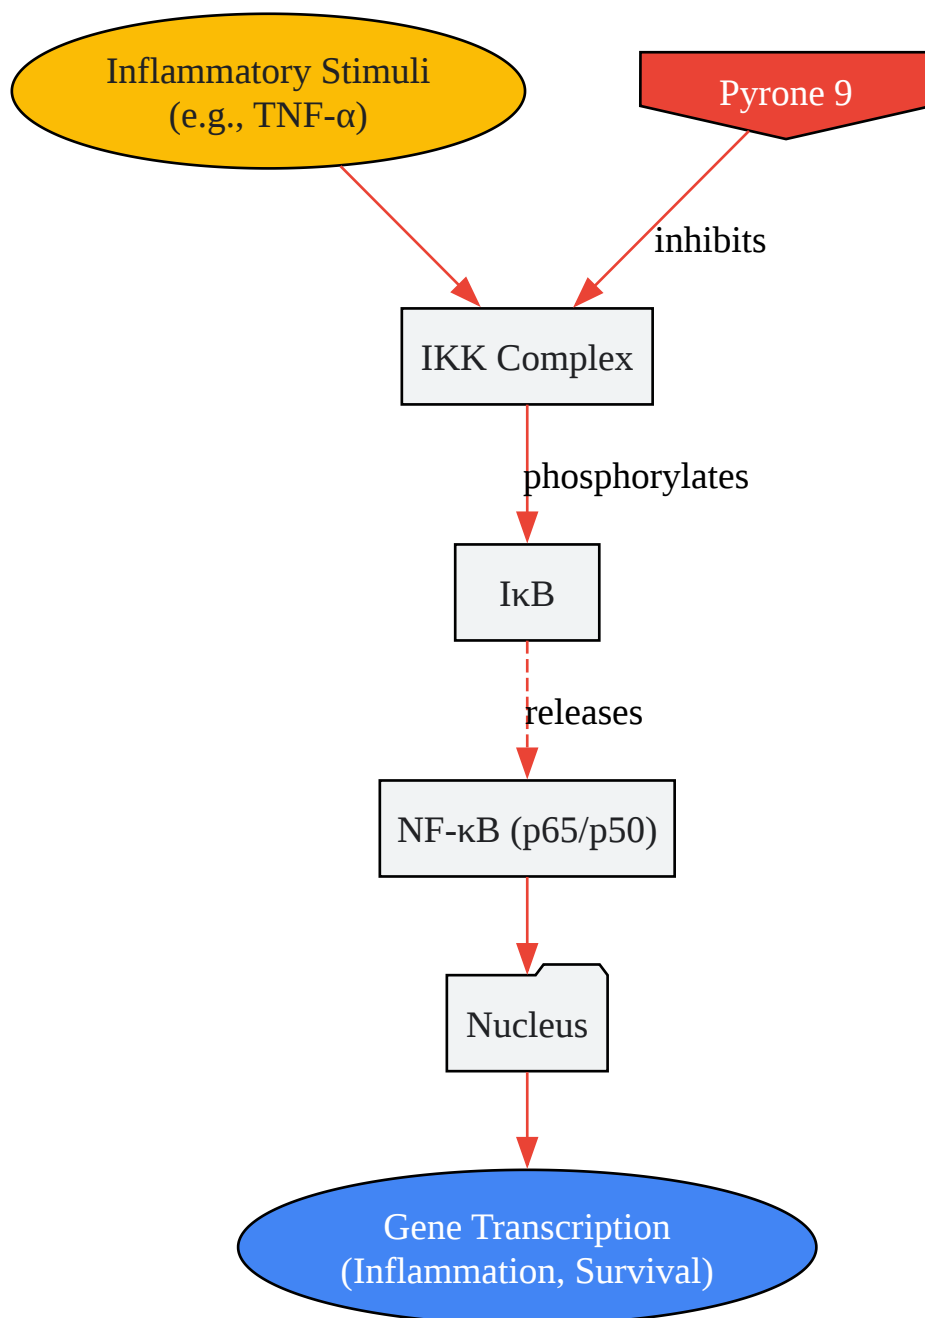 Inflammatory Stimuli
(e.g., TNF-α)
Pyrone 9
inhibits
IKK Complex
phosphorylates
IκB
releases
NF-κB (p65/p50)
Nucleus
Gene Transcription
(Inflammation, Survival)